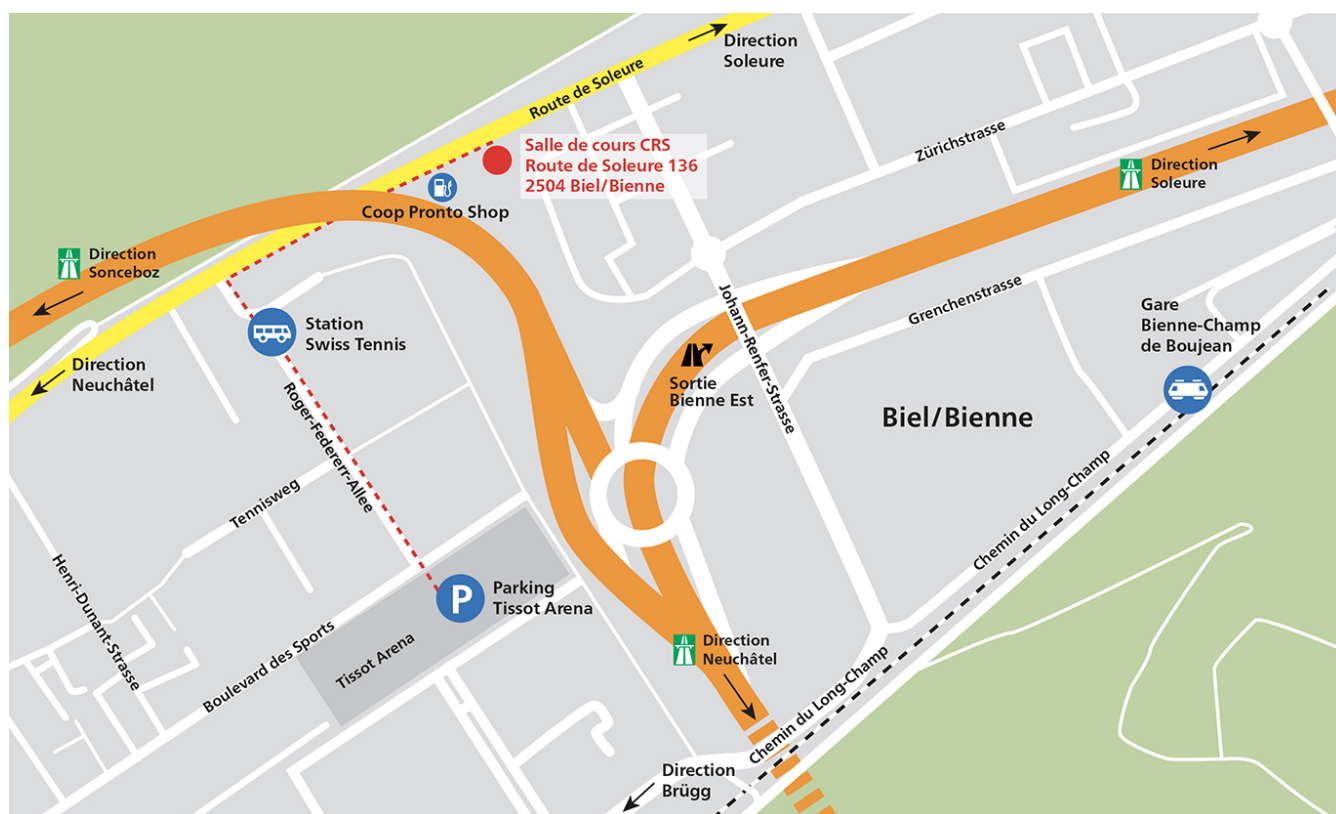 Direction
Soleure
Route de Soleure
Salle de cours CRS
Route de Soleure 136
2504 Biel/Bienne
Coop Pronto Shop
Zürichstrasse
Direction
Soleure
Direction
Sonceboz
Johann-Renfer-Strasse
Grenchenstrasse
Gare
Bienne-Champ
de Boujean
Station
Swiss Tennis
Direction
Neuchâtel
Sortie
Bienne Est
Biel/Bienne
Roger-Federerr-Allee
Tennisweg
Chemin du Long-Champ
Henri-Dunant-Strasse
P
Parking
Tissot Arena
Boulevard des Sports
Tissot Arena
Direction
Neuchâtel
Chemin du Long-Champ
Direction
Brügg